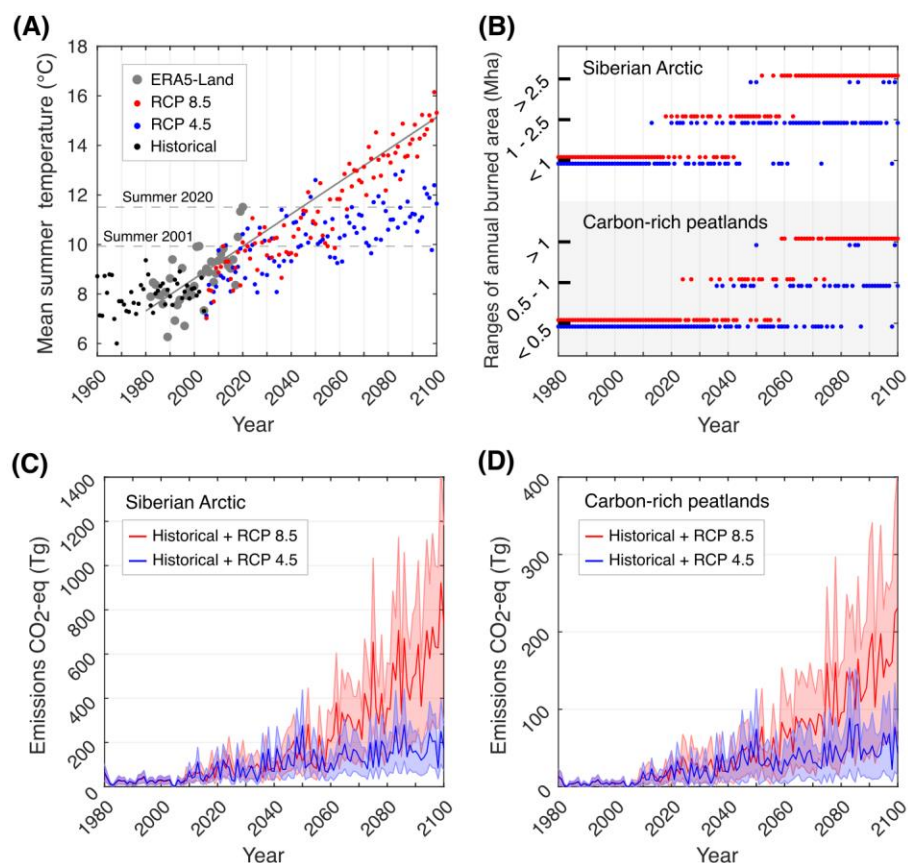 (A)
Mean summer temperature (°C)
18
16
14
12
10
8
6
ERA5-Land
RCP 8.5
RCP 4.5
Historical
Summer 2020
Summer 2001
1960
1980
2000
2020
2040
2060
2080
2100
Year
(B)
Ranges of annual burned area (Mha)
Siberian Arctic
> 2.5
1 - 2.5
< 1
Carbon-rich peatlands
> 1
0.5 - 1
< 0.5
1980
2000
2020
2040
2060
2080
2100
Year
(C)
Emissions CO2-eq (Tg)
1400
1200
1000
800
600
400
200
0
Siberian Arctic
Historical + RCP 8.5
Historical + RCP 4.5
1980
2000
2020
2040
2060
2080
2100
Year
(D)
Emissions CO2-eq (Tg)
400
300
200
100
0
Carbon-rich peatlands
Historical + RCP 8.5
Historical + RCP 4.5
1980
2000
2020
2040
2060
2080
2100
Year